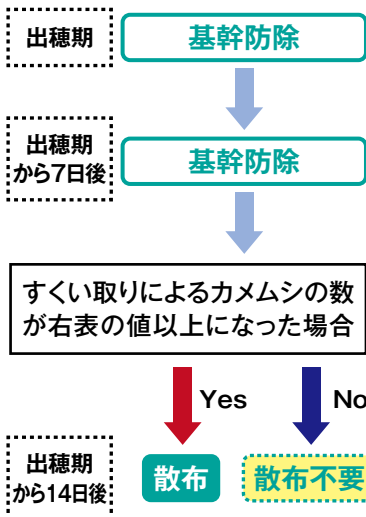 出穂期
基幹防除
出穂期
から7日後
基幹防除
すくい取りによるカメムシの数
が右表の値以上になった場合
Yes
No
出穂期
から14日後
散布
散布不要